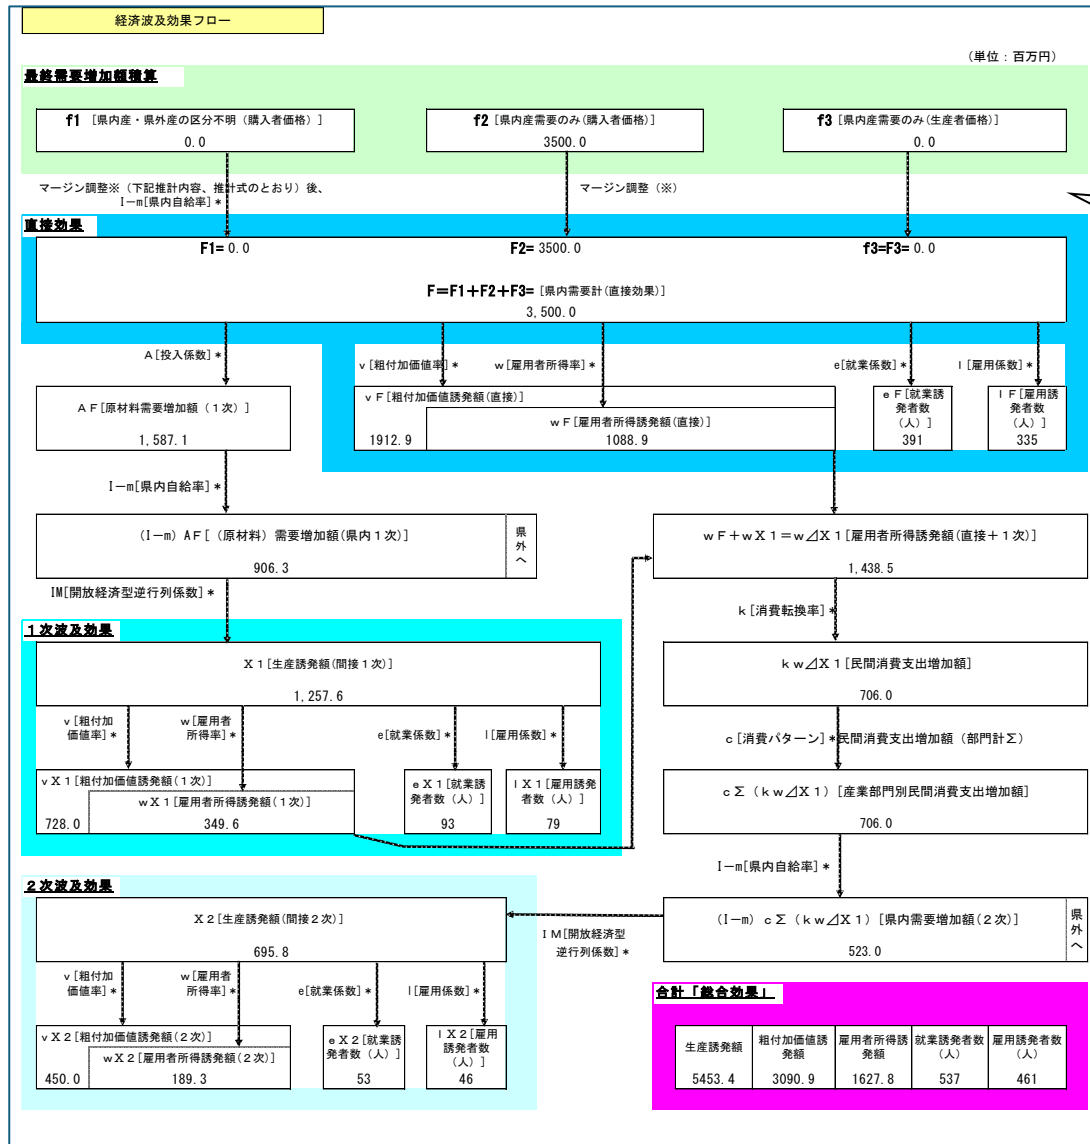 経済波及効果フロー
(単位：百万円)
最終需要増加額積算
f1 [県内産・県外産の区分不明（購入者価格）]
0.0
f2 [県内産需要のみ(購入者価格)]
3500.0
f3 [県内産需要のみ(生産者価格)]
0.0
マージン調整※（下記推計内容、推計式のとおり）後、
I－m[県内自給率]＊
マージン調整（※）
直接効果
F1= 0.0
F2= 3500.0
f3=F3= 0.0
F＝F1＋F2＋F3= [県内需要計(直接効果)]
3,500.0
A[投入係数]＊
v[粗付加価値率]＊
w[雇用者所得率]＊
e[就業係数]＊
l[雇用係数]＊
AF[原材料需要増加額（1次）]
1,587.1
vF[粗付加価値誘発額(直接)]
1912.9
wF[雇用者所得誘発額(直接)]
1088.9
eF[就業誘
発者数
（人）]
391
lF[雇用誘
発者数
（人）]
335
I－m[県内自給率]＊
(I－m) AF[（原材料）需要増加額(県内1次)]
906.3
県外へ
wF＋wX1＝w⊿X1[雇用者所得誘発額(直接＋1次)]
1,438.5
IM[開放経済型逆行列係数]＊
k[消費転換率]＊
1次波及効果
X1[生産誘発額(間接1次)]
1,257.6
kw⊿X1[民間消費支出増加額]
706.0
v[粗付加
価値率]＊
w[雇用者
所得率]＊
e[就業係数]＊
l[雇用係数]＊
c[消費パターン]＊民間消費支出増加額（部門計Σ）
vX1[粗付加価値誘発額(1次)]
728.0
wX1[雇用者所得誘発額(1次)]
349.6
eX1[就業誘
発者数（人）]
93
lX1[雇用誘発
者数（人）]
79
cΣ（kw⊿X1）[産業部門別民間消費支出増加額]
706.0
I－m[県内自給率]＊
2次波及効果
X2[生産誘発額(間接2次)]
695.8
IM[開放経済型
逆行列係数]＊
(I－m) cΣ（kw⊿X1）[県内需要増加額(2次)]
523.0
県外へ
v[粗付加
価値率]＊
w[雇用者
所得率]＊
e[就業係数]＊
l[雇用係数]＊
vX2[粗付加価値誘発額(2次)]
450.0
wX2[雇用者所得誘発額(2次)]
189.3
eX2[就業誘
発者数（人）]
53
lX2[雇用
誘発者数
（人）]
46
合計「総合効果」
生産誘発額
粗付加価値誘
発額
雇用者所得誘
発額
就業誘発者数
（人）
雇用誘発者数
（人）
5453.4
3090.9
1627.8
537
461